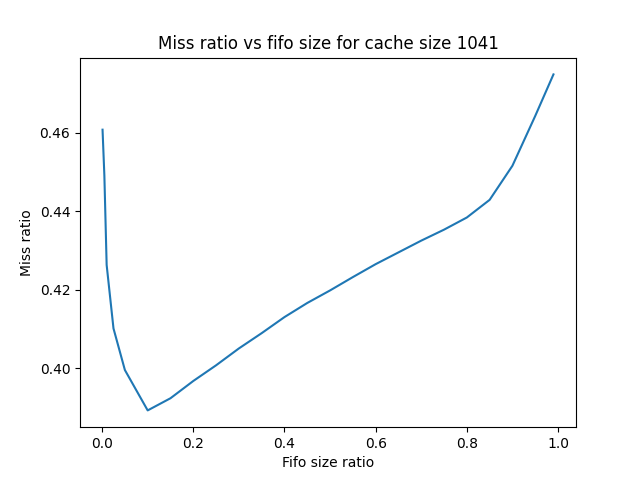 Miss ratio vs fifo size for cache size 1041
Miss ratio
0.46
0.44
0.42
0.40
0.0 0.2 0.4 0.6 0.8 1.0
Fifo size ratio